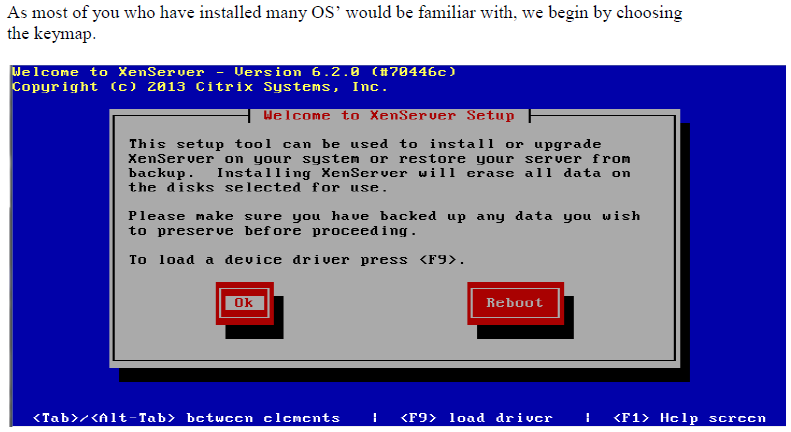 As most of you who have installed many OS’ would be familiar with, we begin by choosing
the keymap.
Welcome to XenServer - Version 6.2.0 (#70446c)
Copyright (c) 2013 Citrix Systems, Inc.
Welcome to XenServer Setup
This setup tool can be used to install or upgrade
XenServer on your system or restore your server from
backup.  Installing XenServer will erase all data on
the disks selected for use.
Please make sure you have backed up any data you wish
to preserve before proceeding.
To load a device driver press <F9>.
Ok Reboot
<Tab>/<Alt-Tab> between elements | <F9> load driver | <F1> Help screen